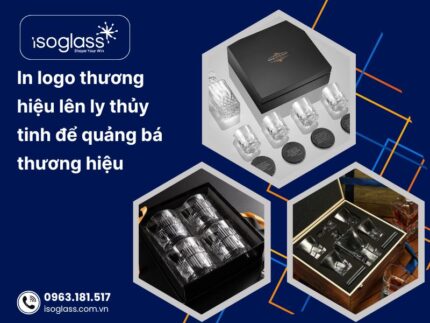 isoglass
Shape Your Win
In logo thương
hiệu lên ly thủy
tinh để quảng bá
thương hiệu
0963.181.517
isoglass.com.vn